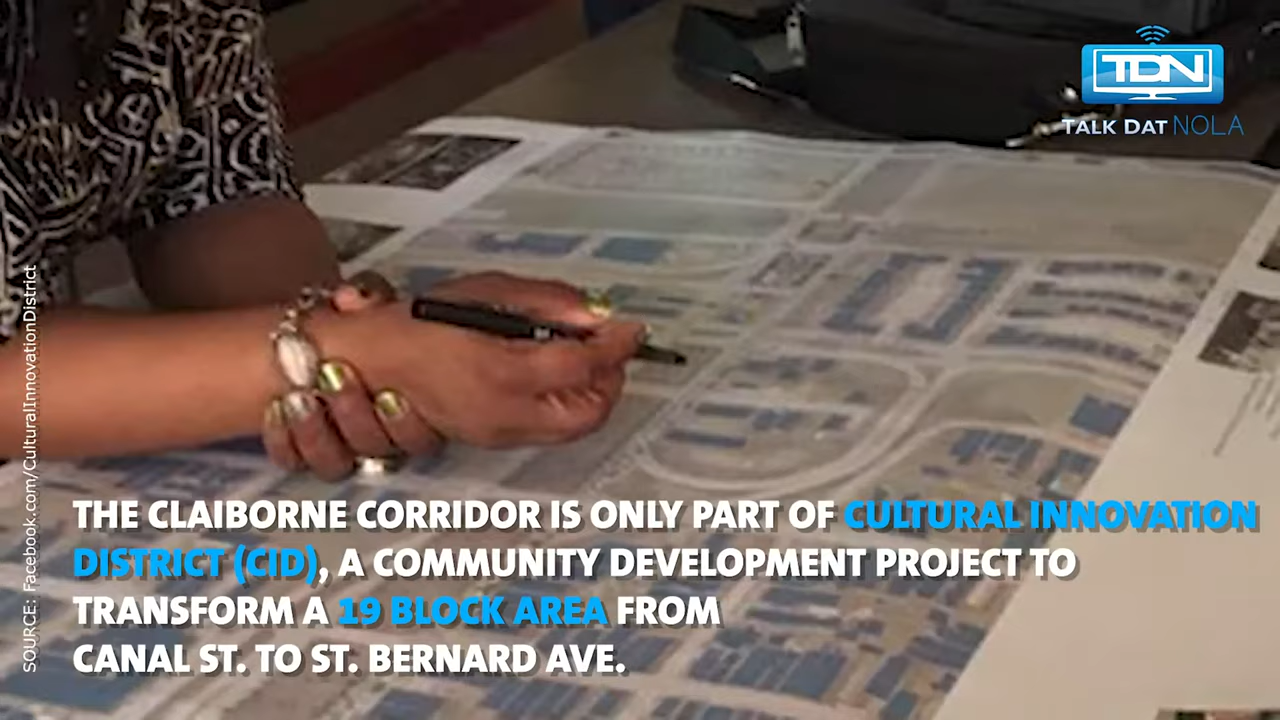 TDN
TALK DAT NOLA
SOURCE: Facebook.com/CulturalInnovationDistrict
THE CLAIBORNE CORRIDOR IS ONLY PART OF CULTURAL INNOVATION
DISTRICT (CID), A COMMUNITY DEVELOPMENT PROJECT TO
TRANSFORM A 19 BLOCK AREA FROM
CANAL ST. TO ST. BERNARD AVE.